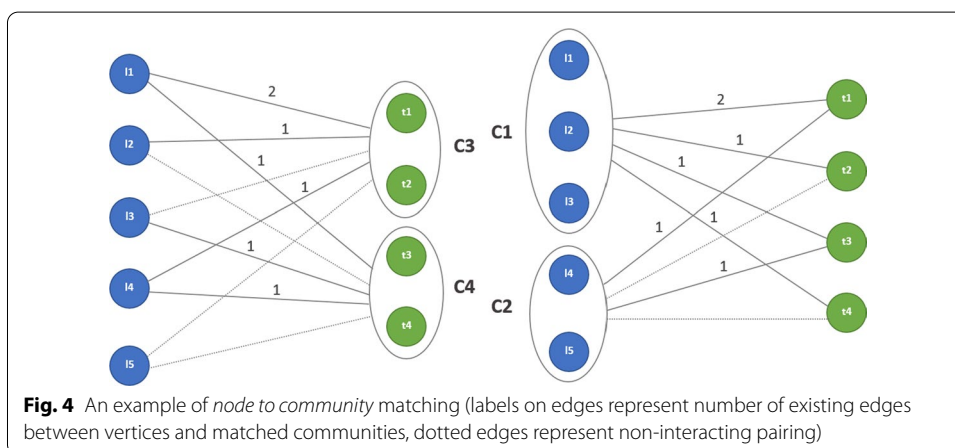 l1
l2
l3
l4
l5
2
1
1
1
1
1
t1
t2
t3
t4
C3
C4
C1
C2
l1
l2
l3
l4
l5
2
1
1
1
1
1
t1
t2
t3
t4
Fig. 4 An example of node to community matching (labels on edges represent number of existing edges
between vertices and matched communities, dotted edges represent non-interacting pairing)